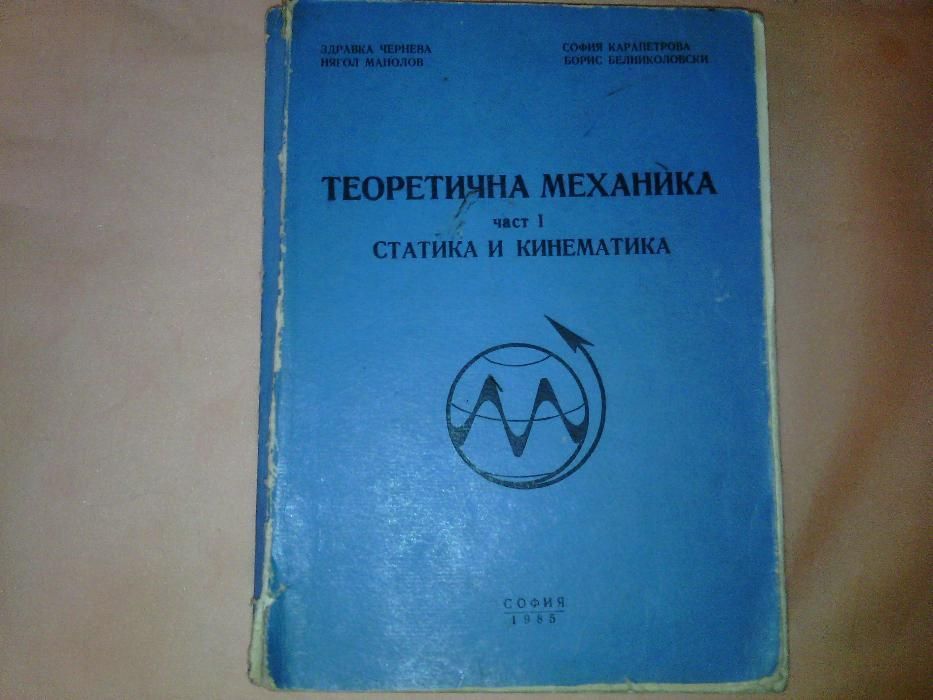 ЗДРАВКА ЧЕРНЕВА
НЯГОЛ МАНОЛОВ
СОФИЯ КАРАПЕТРОВА
БОРИС БЕЛНИКОЛОВСКИ
ТЕОРЕТИЧНА МЕХАНИКА
част I
СТАТИКА И КИНЕМАТИКА
СОФИЯ
1985